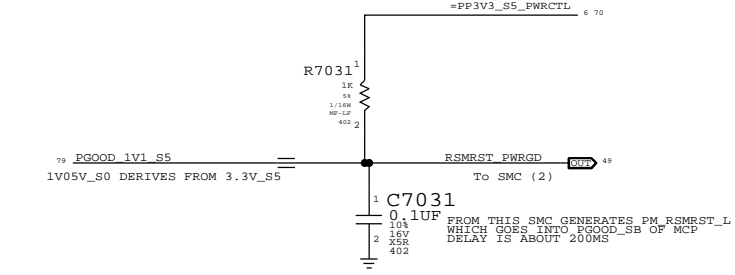 =PP3V3_S5_PWRCTL
6 70
R7031
1
1K
5%
1/16W
MF-LF
402
2
79 PGOOD_1V1_S5
RSMRST_PWRGD
OUT
49
1V05V_S0 DERIVES FROM 3.3V_S5
To SMC (2)
1
C7031
0.1UF
10%
16V
X5R
402
2
FROM THIS SMC GENERATES PM_RSMRST_L
WHICH GOES INTO PGOOD_SB OF MCP
DELAY IS ABOUT 200MS